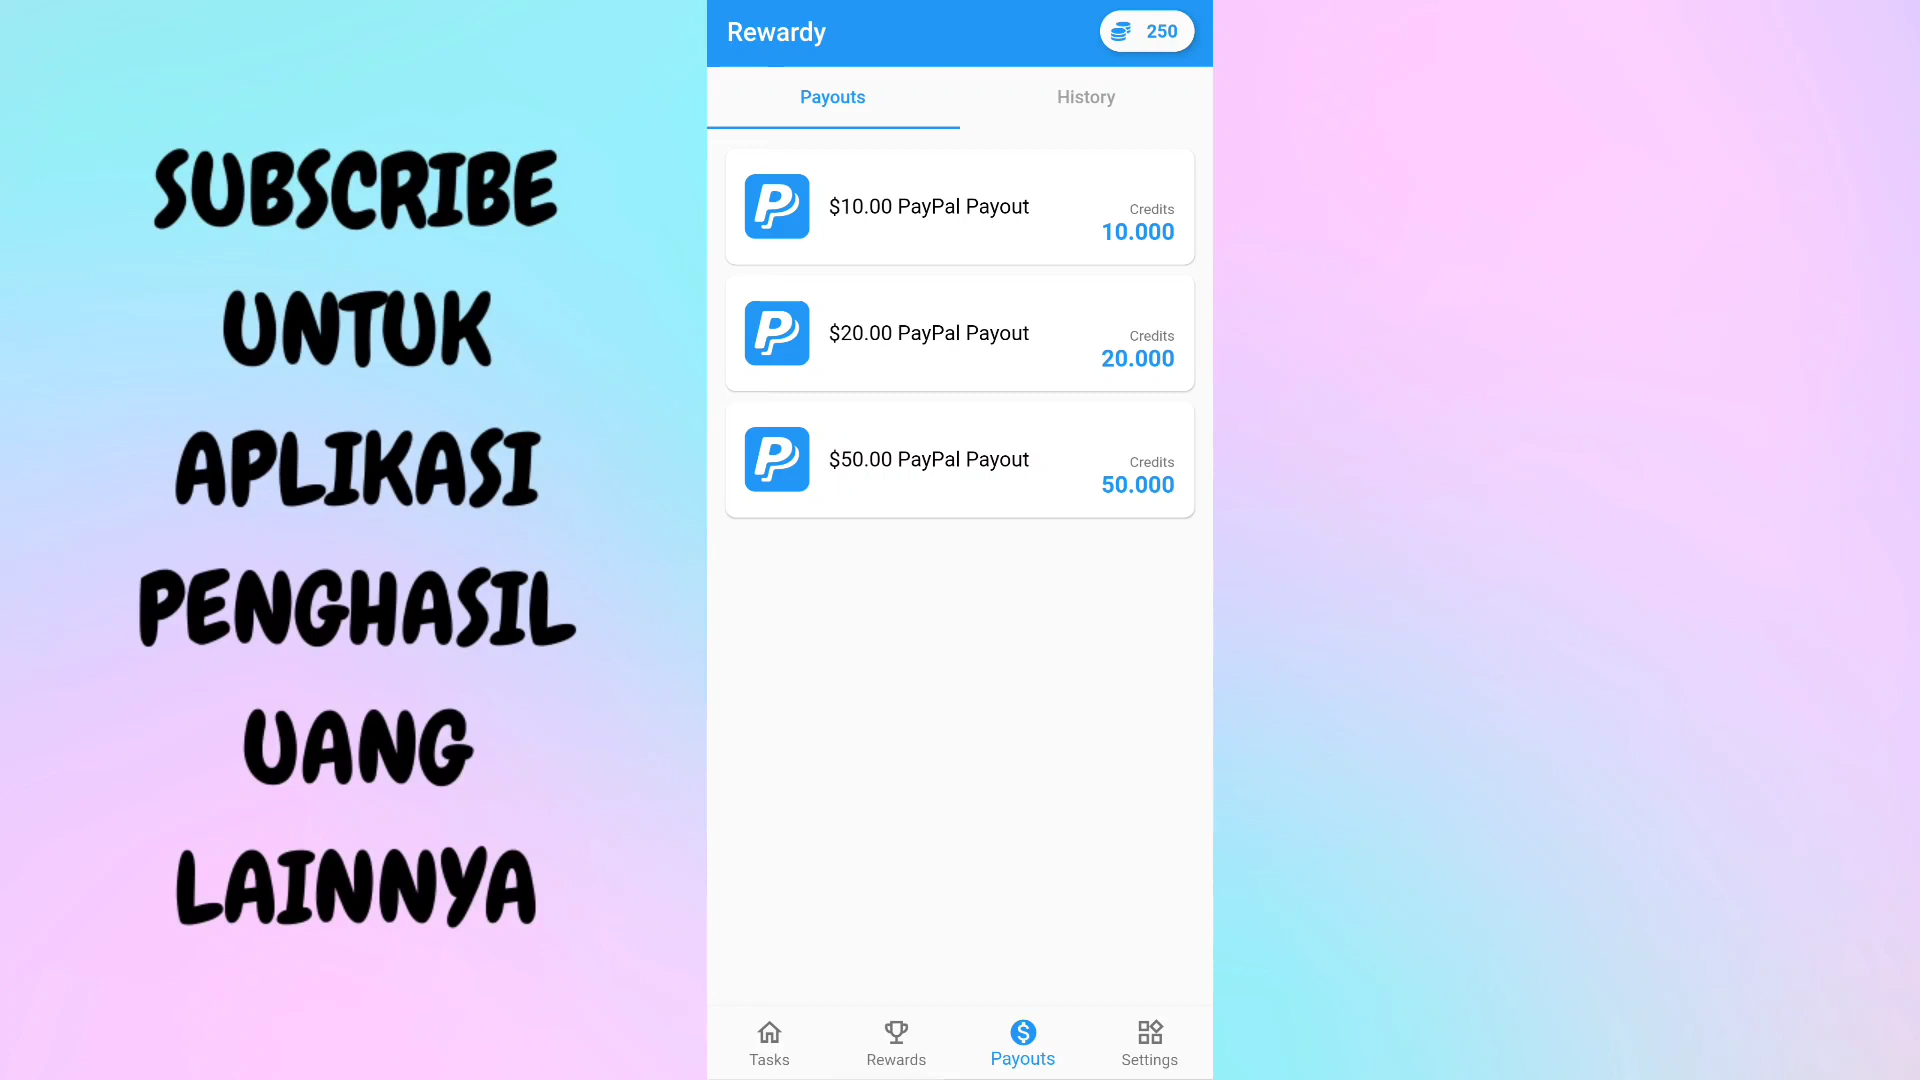 SUBSCRIBE
UNTUK
APLIKASI
PENGHASIL
UANG
LAINNYA
Rewardy
250
Payouts
History
$10.00 PayPal Payout
Credits
10.000
$20.00 PayPal Payout
Credits
20.000
$50.00 PayPal Payout
Credits
50.000
Tasks
Rewards
Payouts
Settings